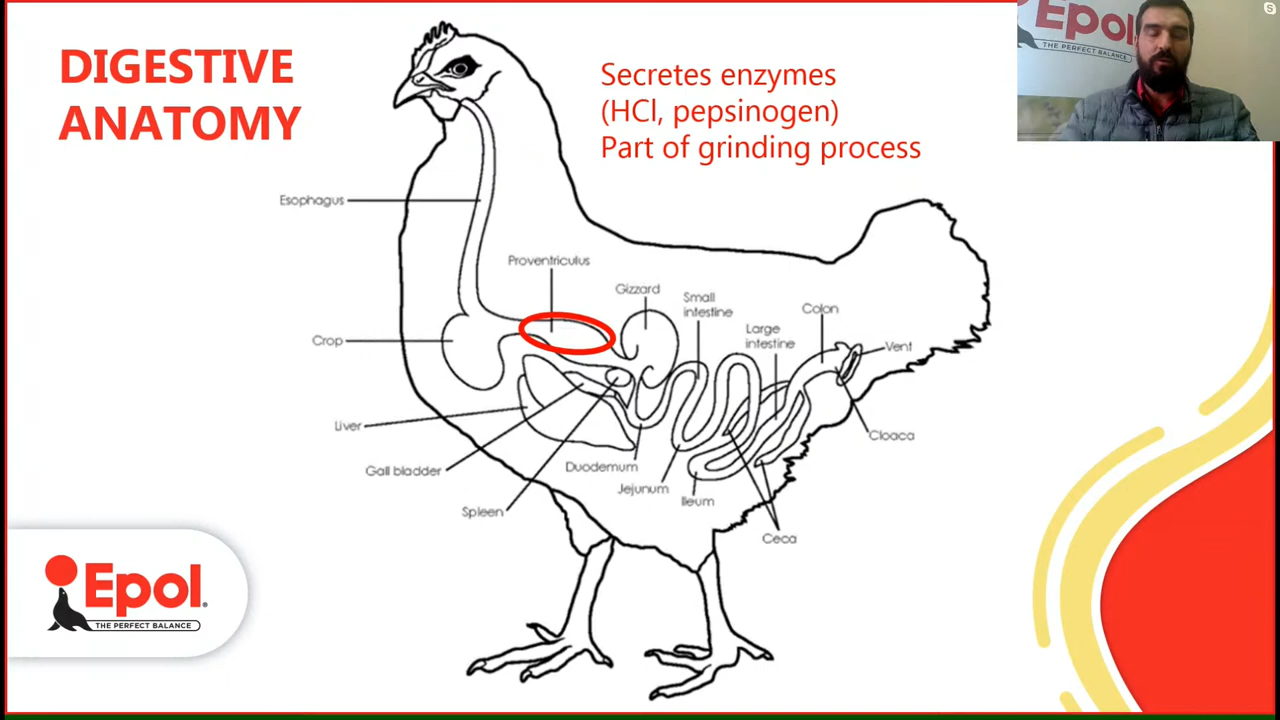 DIGESTIVE
ANATOMY
Secretes enzymes
(HCl, pepsinogen)
Part of grinding process
Epol
THE PERFECT BALANCE
Esophagus
Proventriculus
Gizzard
Small
intestine
Colon
Large
intestine
Vent
Crop
Liver
Cloaca
Gall bladder
Duodemum
Jejunum
Ileum
Spleen
Ceca
Epol®
THE PERFECT BALANCE